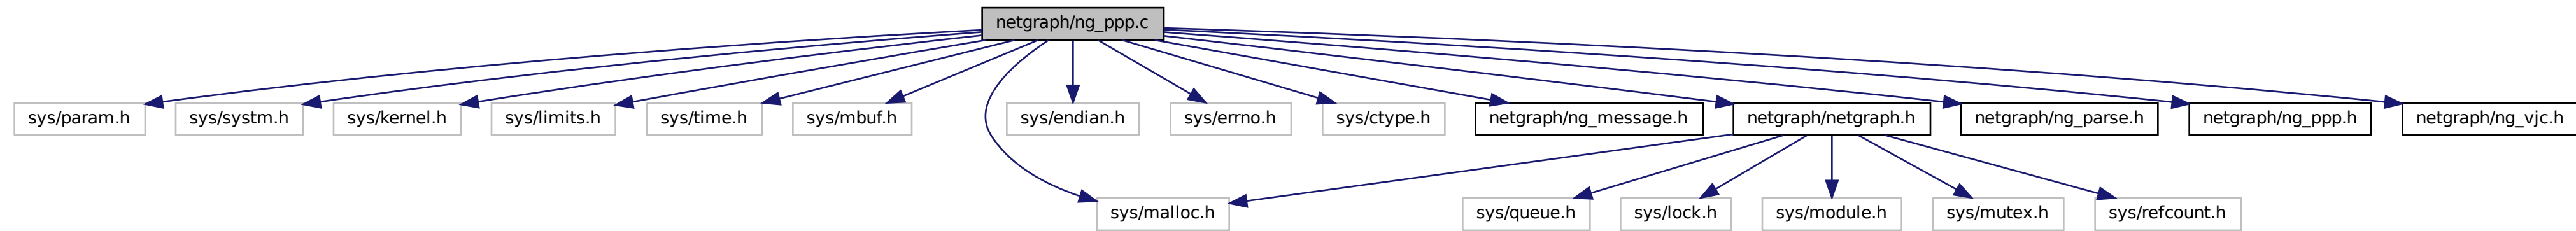 netgraph/ng_ppp.c
sys/param.h
sys/systm.h
sys/kernel.h
sys/limits.h
sys/time.h
sys/mbuf.h
sys/endian.h
sys/errno.h
sys/ctype.h
netgraph/ng_message.h
netgraph/netgraph.h
netgraph/ng_parse.h
netgraph/ng_ppp.h
netgraph/ng_vjc.h
sys/malloc.h
sys/queue.h
sys/lock.h
sys/module.h
sys/mutex.h
sys/refcount.h